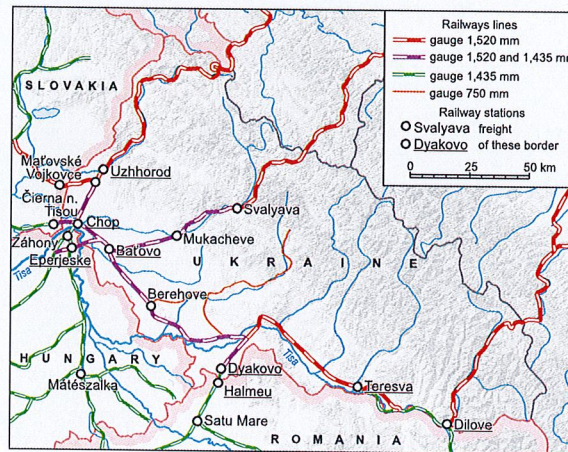 Railways lines
gauge 1,520 mm
gauge 1,520 and 1,435 mm
gauge 1,435 mm
gauge 750 mm
Railway stations
Svalyava freight
Dyakovo of these border
0 25 50 km
SLOVAKIA
Maťovské
Vojkovce
Uzhhorod
Čierna n.
Tisou
Chop
Svalyava
Záhony
Mukacheve
Eperjeske
Baťovo
UKRAINE
Tisa
Berehove
HUNGARY
Tisa
Dyakovo
Mátészalka
Halmeu
Teresva
Satu Mare
Dilove
ROMANIA